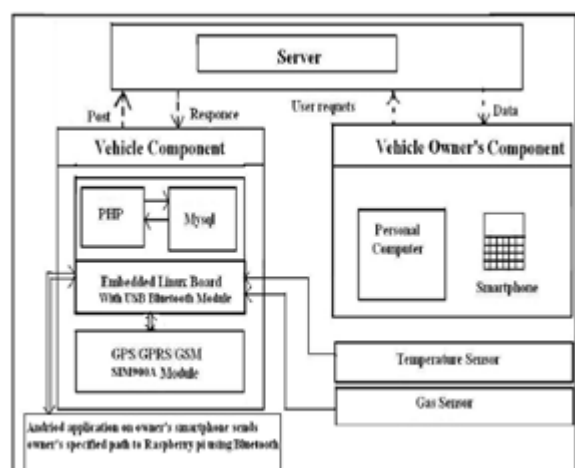 Server
Post
Responce
User requets
Data
Vehicle Component
Vehicle Owner's Component
PHP
Mysql
Personal
Computer
Smartphone
Embedded Linux Board
With USB Bluetooth Module
GPS/GPRS/GSM
SIM900A Module
Temperature Sensor
Gas Sensor
Andried application on owner's smartphone sends
owner's specified path to Raspberry pi using Bluetooth